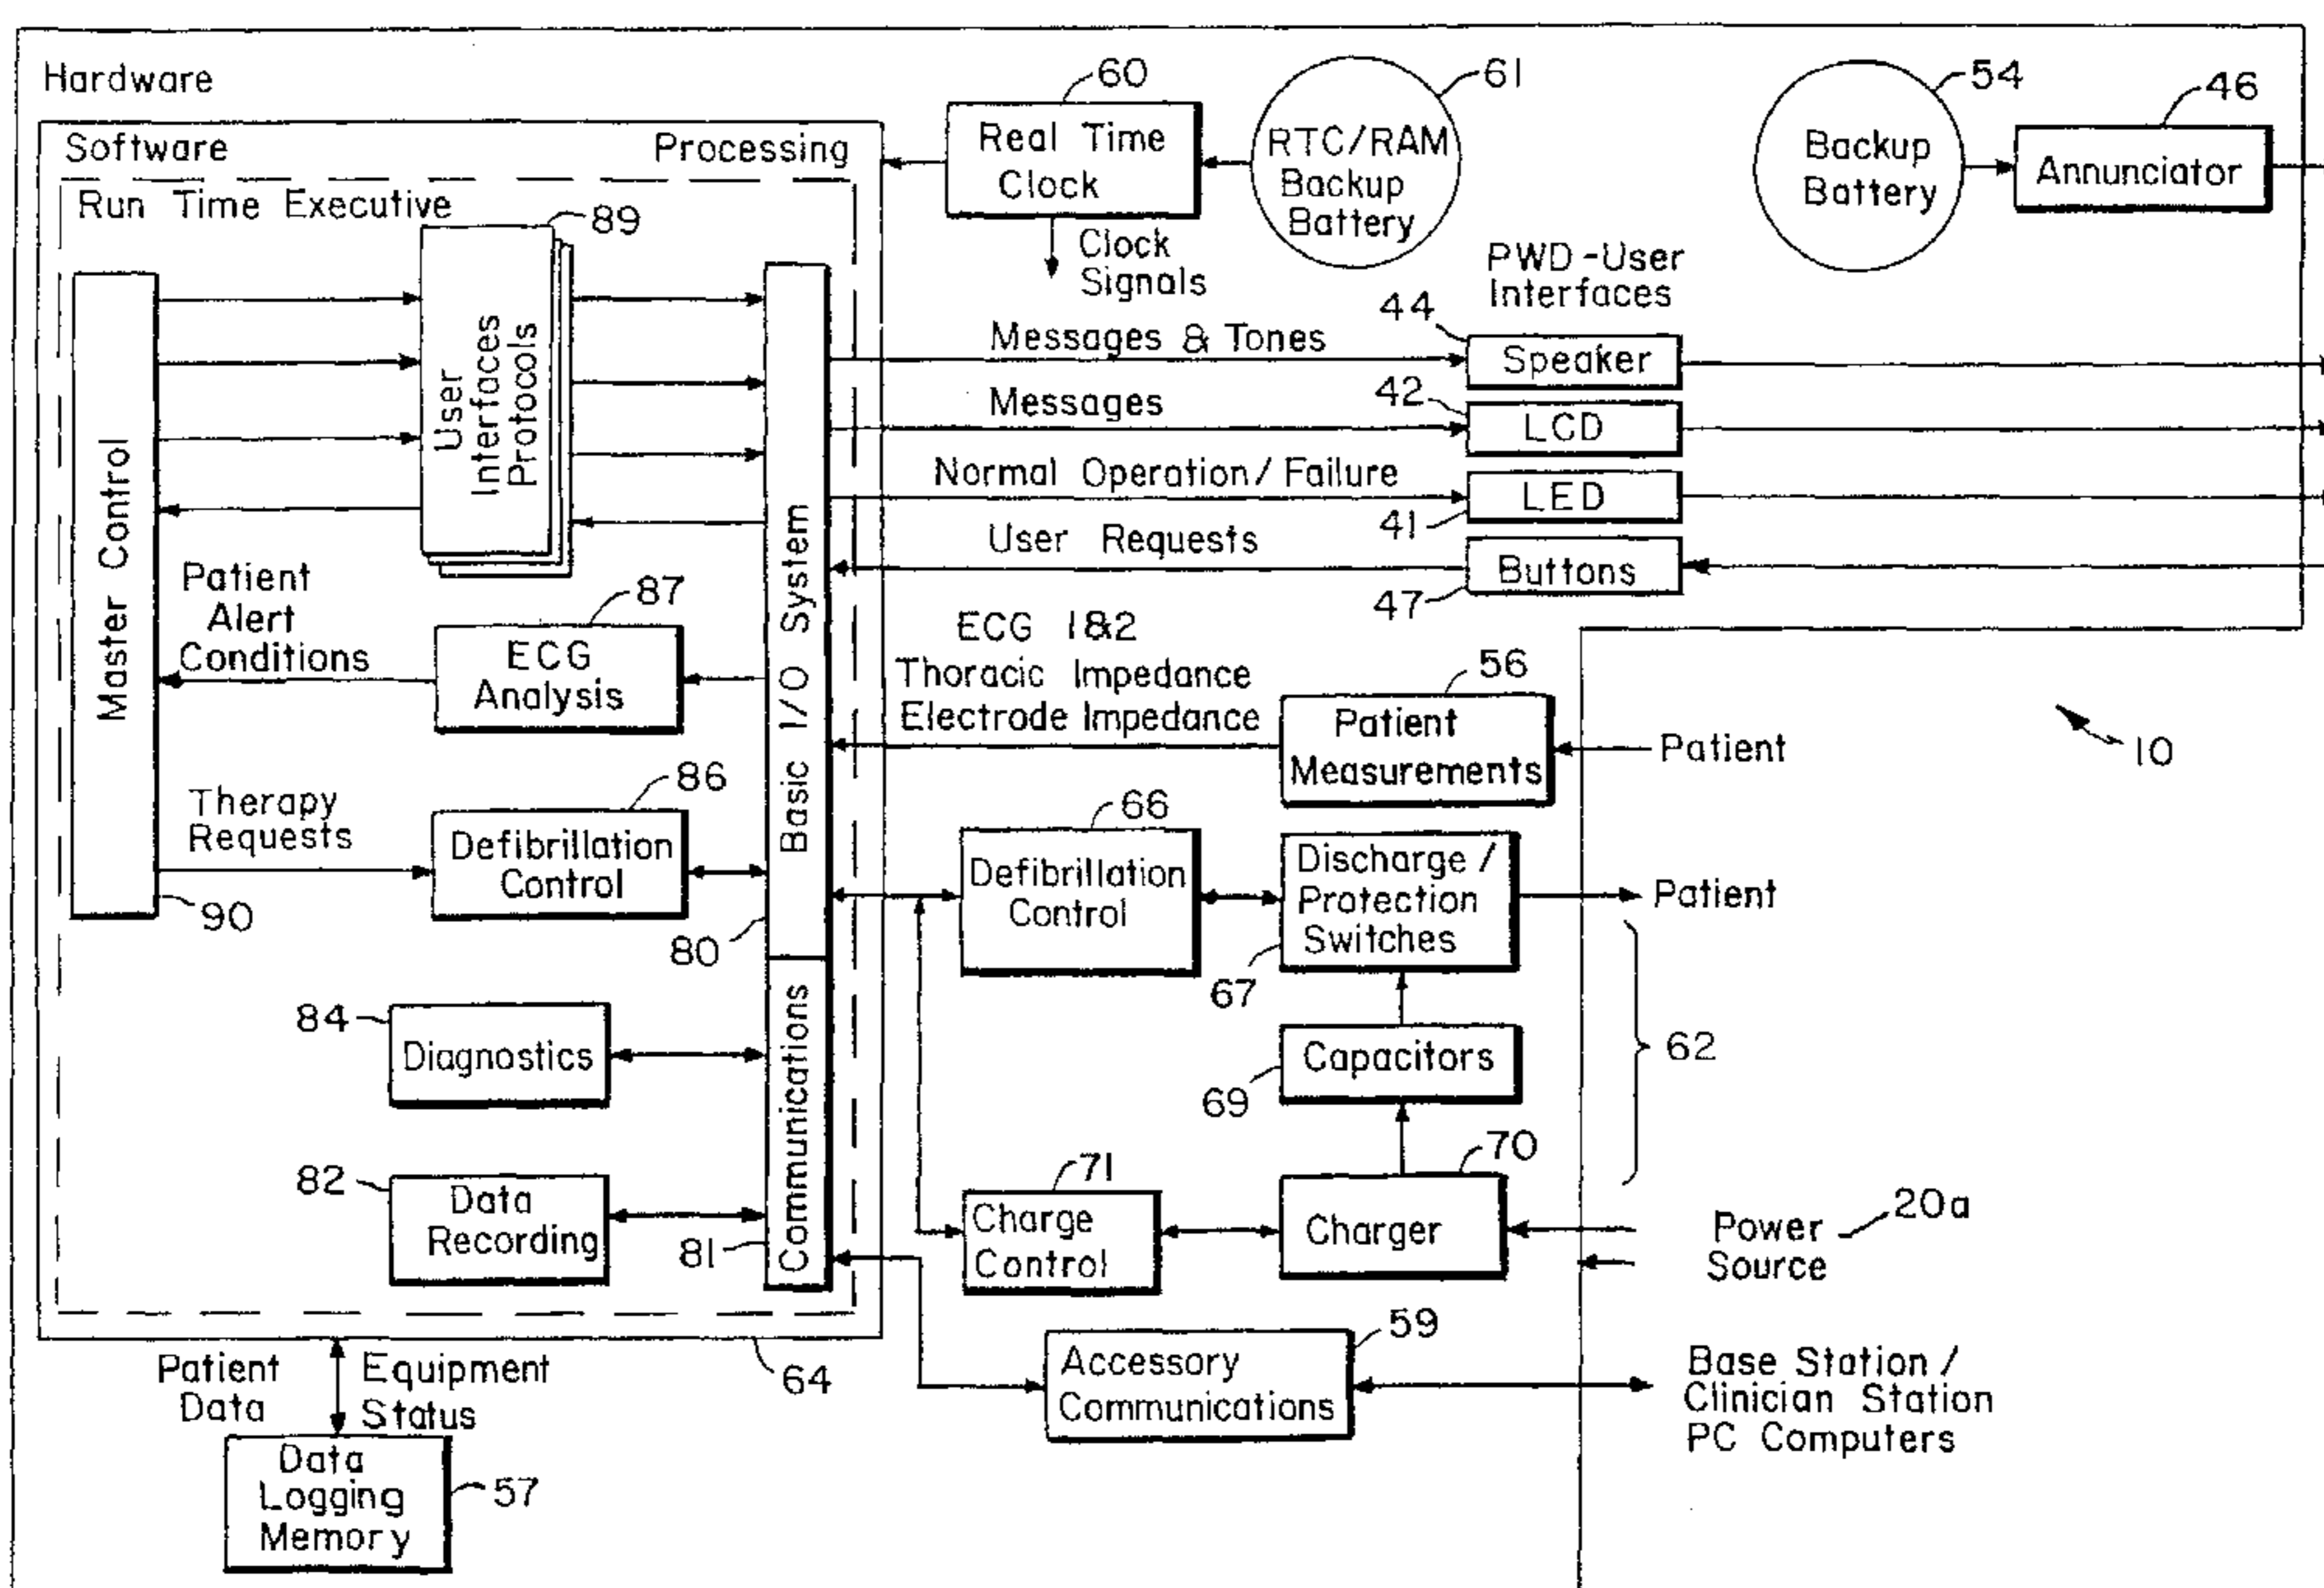 Hardware
Software
Processing
Run Time Executive
89
User
Interfaces
Protocols
Master Control
90
Patient
Alert
Conditions
87
ECG
Analysis
Therapy
Requests
86
Defibrillation
Control
Basic I/O System
80
84
Diagnostics
82
Data
Recording
Communications
81
64
Patient
Data
Equipment
Status
Data
Logging
Memory
57
60
Real Time
Clock
Clock
Signals
61
RTC/RAM
Backup
Battery
54
Backup
Battery
46
Annunciator
PWD-User
Interfaces
Messages & Tones
44
Speaker
Messages
42
LCD
Normal Operation/Failure
LED
41
User Requests
Buttons
47
ECG 1&2
Thoracic Impedance
Electrode Impedance
56
Patient
Measurements
Patient
10
66
Defibrillation
Control
Discharge/
Protection
Switches
67
Patient
62
Capacitors
69
71
Charge
Control
70
Charger
Power
Source
20a
59
Accessory
Communications
Base Station/
Clinician Station
PC Computers